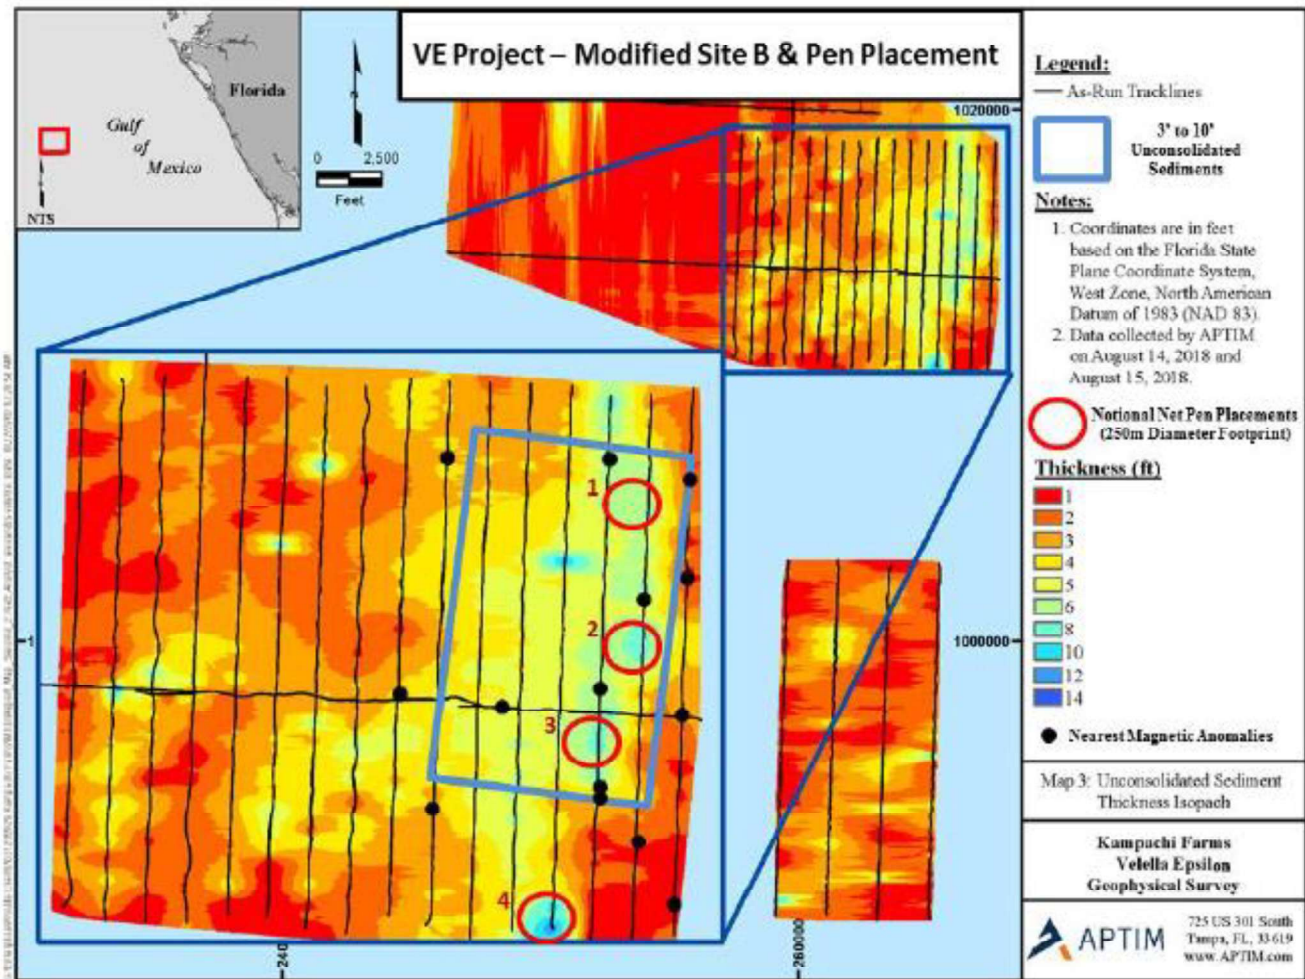 VE Project – Modified Site B & Pen Placement
Florida
Gulf
of
Mexico
NTS
0 2,500
Feet
1020000
1000000
1
240
260000
1
2
3
4
Legend:
As-Run Tracklines
3' to 10'
Unconsolidated
Sediments
Notes:
1. Coordinates are in feet
based on the Florida State
Plane Coordinate System,
West Zone, North American
Datum of 1983 (NAD 83).
2. Data collected by APTIM
on August 14, 2018 and
August 15, 2018.
Notional Net Pen Placements
(250m Diameter Footprint)
Thickness (ft)
1
2
3
4
5
6
8
10
12
14
Nearest Magnetic Anomalies
Map 3: Unconsolidated Sediment
Thickness Isopach
Kampachi Farms
Velella Epsilon
Geophysical Survey
APTIM
725 US 301 South
Tampa, FL, 33619
www.APTIM.com